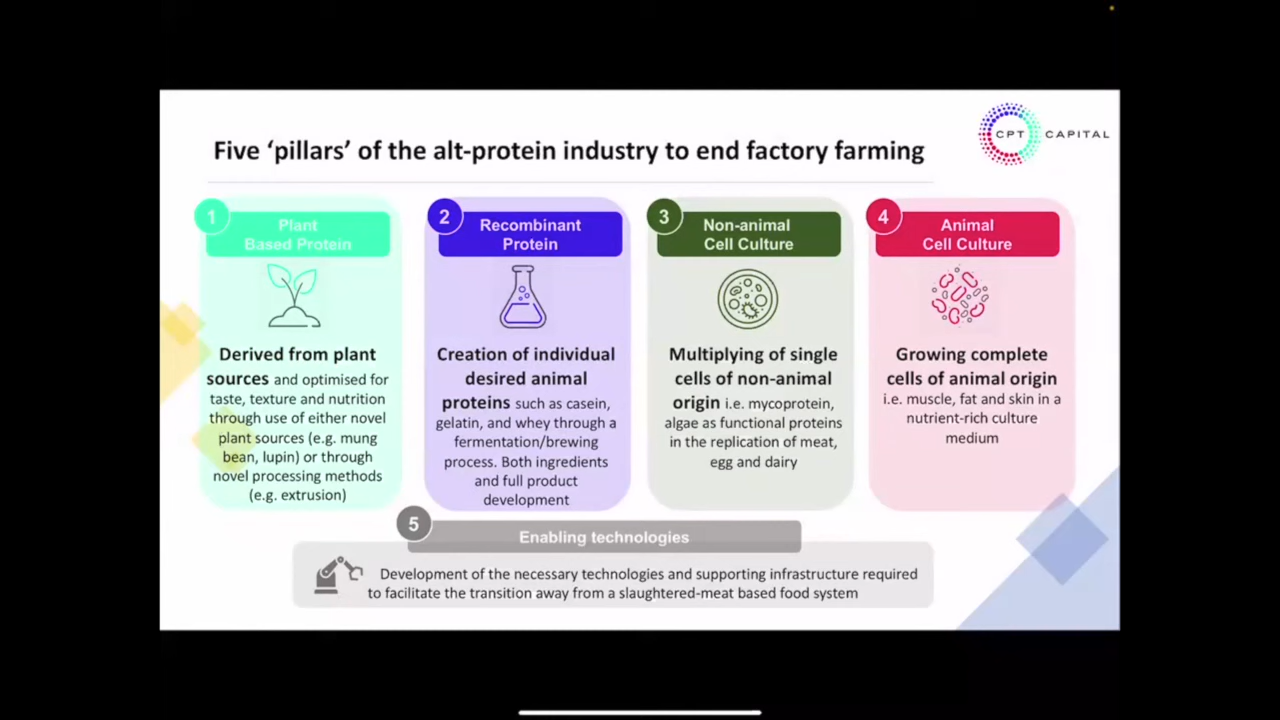 Five ‘pillars’ of the alt-protein industry to end factory farming
CPT CAPITAL
1
Plant
Based Protein
Derived from plant
sources and optimised for
taste, texture and nutrition
through use of either novel
plant sources (e.g. mung
bean, lupin) or through
novel processing methods
(e.g. extrusion)
2
Recombinant
Protein
Creation of individual
desired animal
proteins such as casein,
gelatin, and whey through a
fermentation/brewing
process. Both ingredients
and full product
development
3
Non-animal
Cell Culture
Multiplying of single
cells of non-animal
origin i.e. mycoprotein,
algae as functional proteins
in the replication of meat,
egg and dairy
4
Animal
Cell Culture
Growing complete
cells of animal origin
i.e. muscle, fat and skin in a
nutrient-rich culture
medium
5
Enabling technologies
Development of the necessary technologies and supporting infrastructure required
to facilitate the transition away from a slaughtered-meat based food system